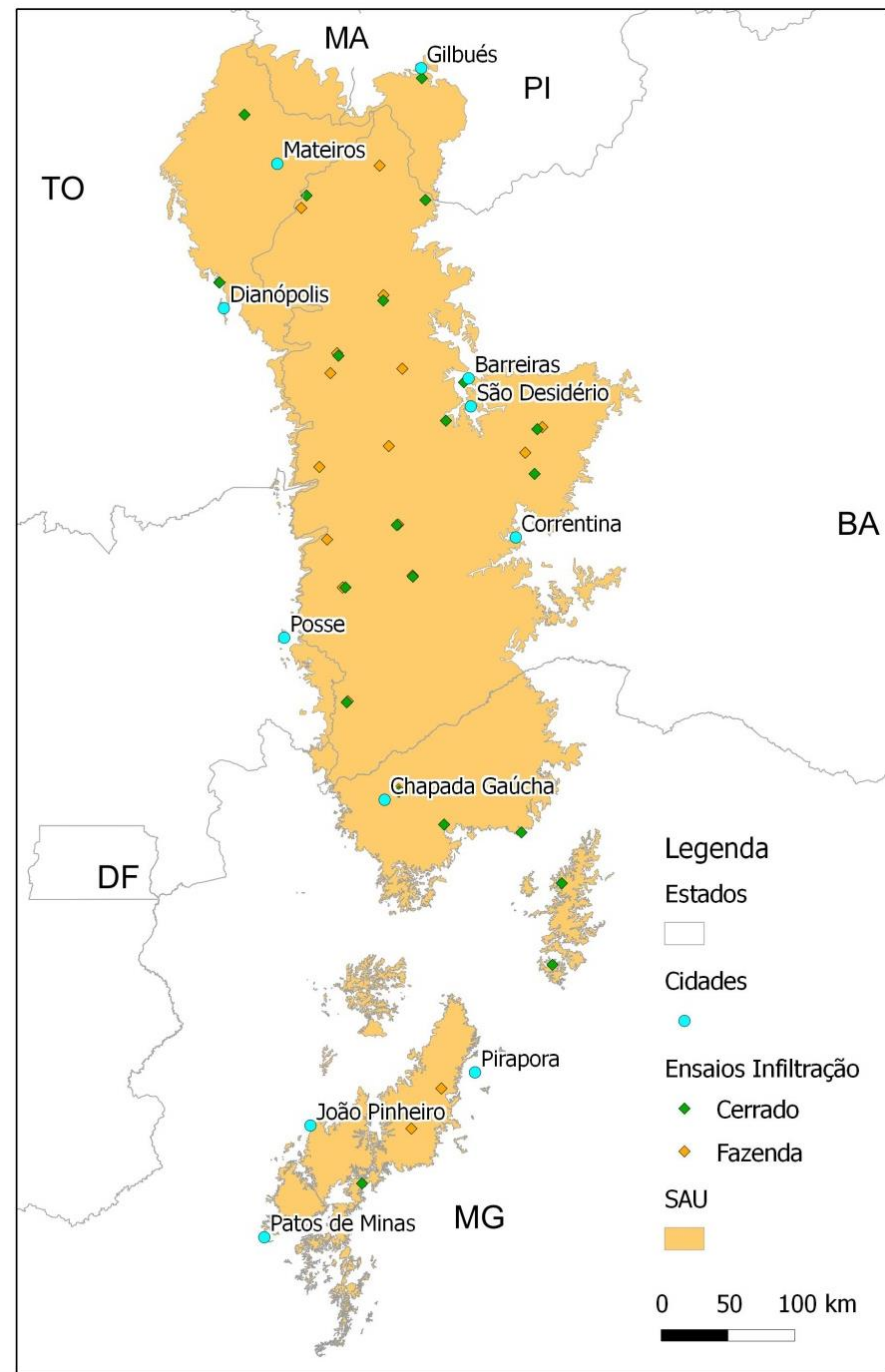 MA
Gilbués
PI
Mateiros
TO
Dianópolis
Barreiras
São Desidério
Correntina
BA
Posse
Chapada Gaúcha
DF
Legenda
Estados
Cidades
Ensaios Infiltração
Cerrado
Fazenda
SAU
0 50 100 km
Pirapora
João Pinheiro
Patos de Minas
MG